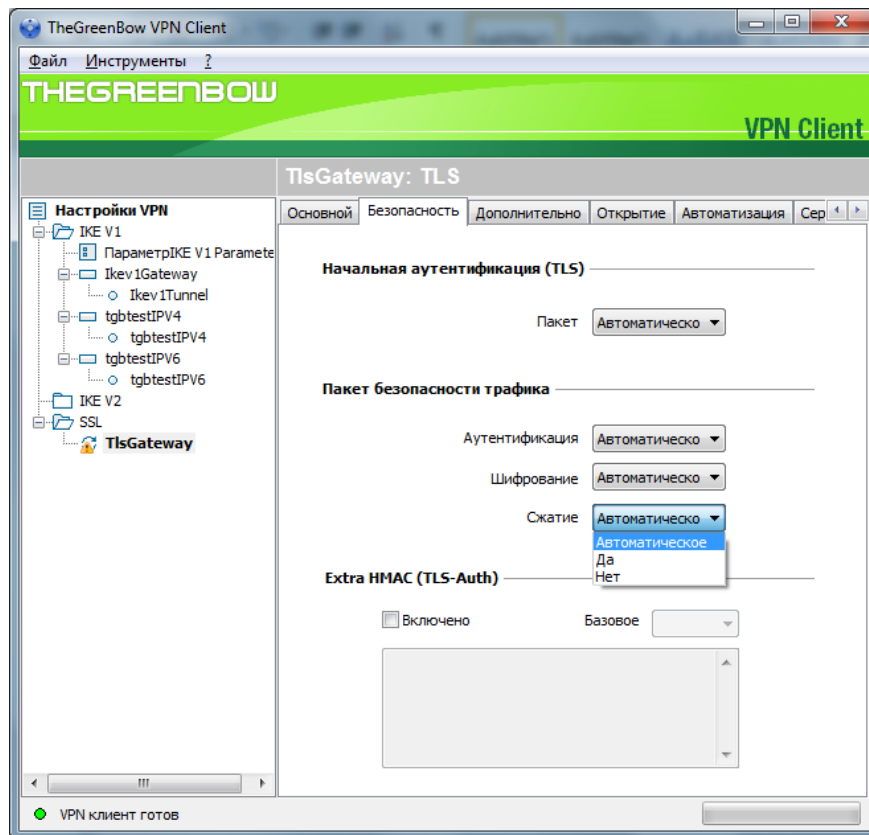 TheGreenBow VPN Client
Файл Инструменты ?
THEGREENBOW
VPN Client
TlsGateway: TLS
Настройки VPN
IKE V1
ПараметрIKE V1 Paramete
Ikev1Gateway
Ikev1Tunnel
tgbtestIPV4
tgbtestIPV4
tgbtestIPV6
tgbtestIPV6
IKE V2
SSL
TlsGateway
Основной Безопасность Дополнительно Открытие Автоматизация Сер
Начальная аутентификация (TLS)
Пакет Автоматическо
Пакет безопасности трафика
Аутентификация Автоматическо
Шифрование Автоматическо
Сжатие Автоматическо
Автоматическое
Да
Нет
Extra HMAC (TLS-Auth)
Включено Базовое
VPN клиент готов